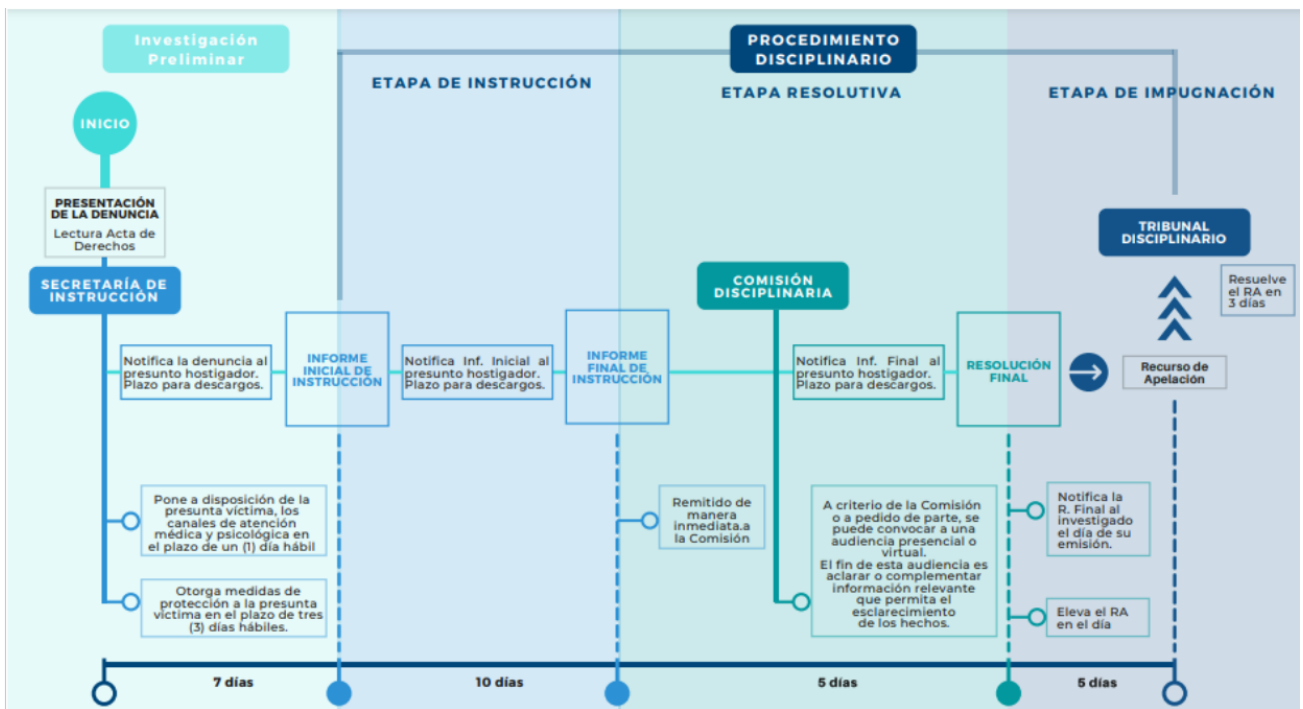 Investigación
Preliminar
PROCEDIMIENTO
DISCIPLINARIO
ETAPA DE INSTRUCCIÓN
ETAPA RESOLUTIVA
ETAPA DE IMPUGNACIÓN
INICIO
PRESENTACIÓN
DE LA DENUNCIA
Lectura Acta de
Derechos
SECRETARÍA DE
INSTRUCCIÓN
Notifica la denuncia al
presunto hostigador.
Plazo para descargos.
INFORME
INICIAL DE
INSTRUCCIÓN
Notifica Inf. Inicial al
presunto hostigador.
Plazo para descargos.
INFORME
FINAL DE
INSTRUCCIÓN
COMISIÓN
DISCIPLINARIA
Notifica Inf. Final al
presunto hostigador.
Plazo para descargos.
RESOLUCIÓN
FINAL
TRIBUNAL
DISCIPLINARIO
Resuelve
el RA en
3 días
Recurso de
Apelación
Pone a disposición de la
presunta víctima, los
canales de atención
médica y psicológica en
el plazo de un (1) día hábil
Otorga medidas de
protección a la presunta
víctima en el plazo de tres
(3) días hábiles.
Remitido de
manera
inmediata.a
la Comisión
A criterio de la Comisión
o a pedido de parte, se
puede convocar a una
audiencia presencial o
virtual.
El fin de esta audiencia es
aclarar o complementar
información relevante
que permita el
esclarecimiento
de los hechos.
Notifica la
R. Final al
investigado
el día de su
emisión.
Eleva el RA
en el día
7 días
10 días
5 días
5 días